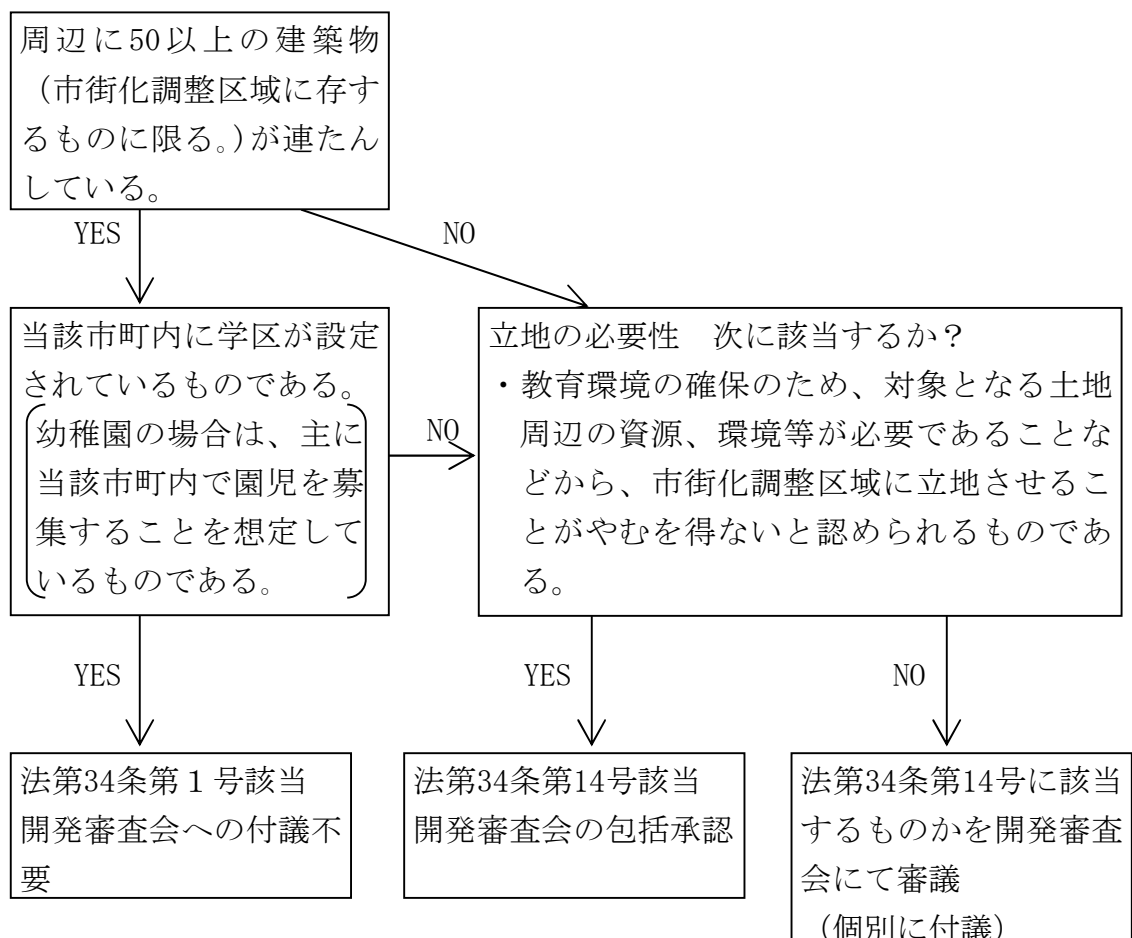 周辺に50以上の建築物
（市街化調整区域に存す
るものに限る。）が連たん
している。
YES
NO
当該市町内に学区が設定
されているものである。
幼稚園の場合は、主に
当該市町内で園児を募
集することを想定して
いるものである。
NO
立地の必要性　次に該当するか？
・教育環境の確保のため、対象となる土地
周辺の資源、環境等が必要であることな
どから、市街化調整区域に立地させるこ
とがやむを得ないと認められるものであ
る。
YES
YES
NO
法第34条第１号該当
開発審査会への付議不
要
法第34条第14号該当
開発審査会の包括承認
法第34条第14号に該当
するものかを開発審査
会にて審議
（個別に付議）